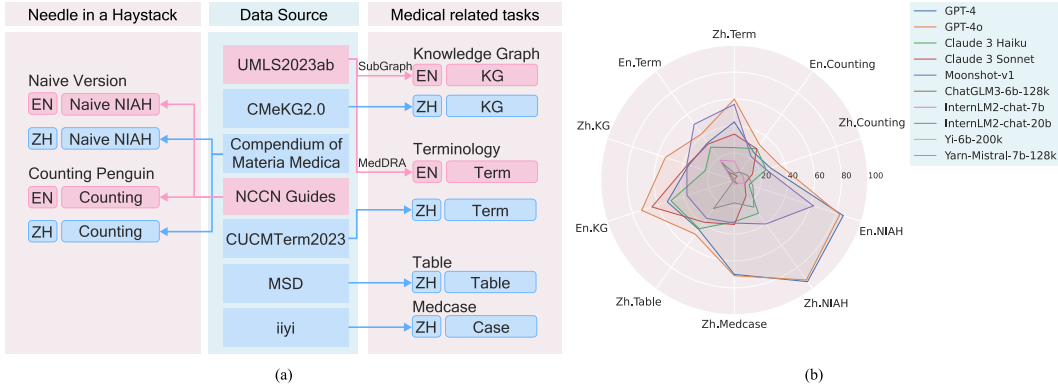 Needle in a Haystack
Data Source
Medical related tasks
Naive Version
EN Naive NIAH
ZH Naive NIAH
Counting Penguin
EN Counting
ZH Counting
UMLS2023ab
CMeKG2.0
Compendium of
Materia Medica
NCCN Guides
CUCMTerm2023
MSD
iiyi
SubGraph
MedDRA
Knowledge Graph
EN KG
ZH KG
Terminology
EN Term
ZH Term
Table
ZH Table
Medcase
ZH Case
(a)
GPT-4
GPT-4o
Claude 3 Haiku
Claude 3 Sonnet
Moonshot-v1
ChatGLM3-6b-128k
InternLM2-chat-7b
InternLM2-chat-20b
Yi-6b-200k
Yarn-Mistral-7b-128k
Zh.Term
En.Term
En.Counting
Zh.KG
Zh.Counting
0 20 40 60 80 100
En.KG
En.NIAH
Zh.Table
Zh.NIAH
Zh.Medcase
(b)